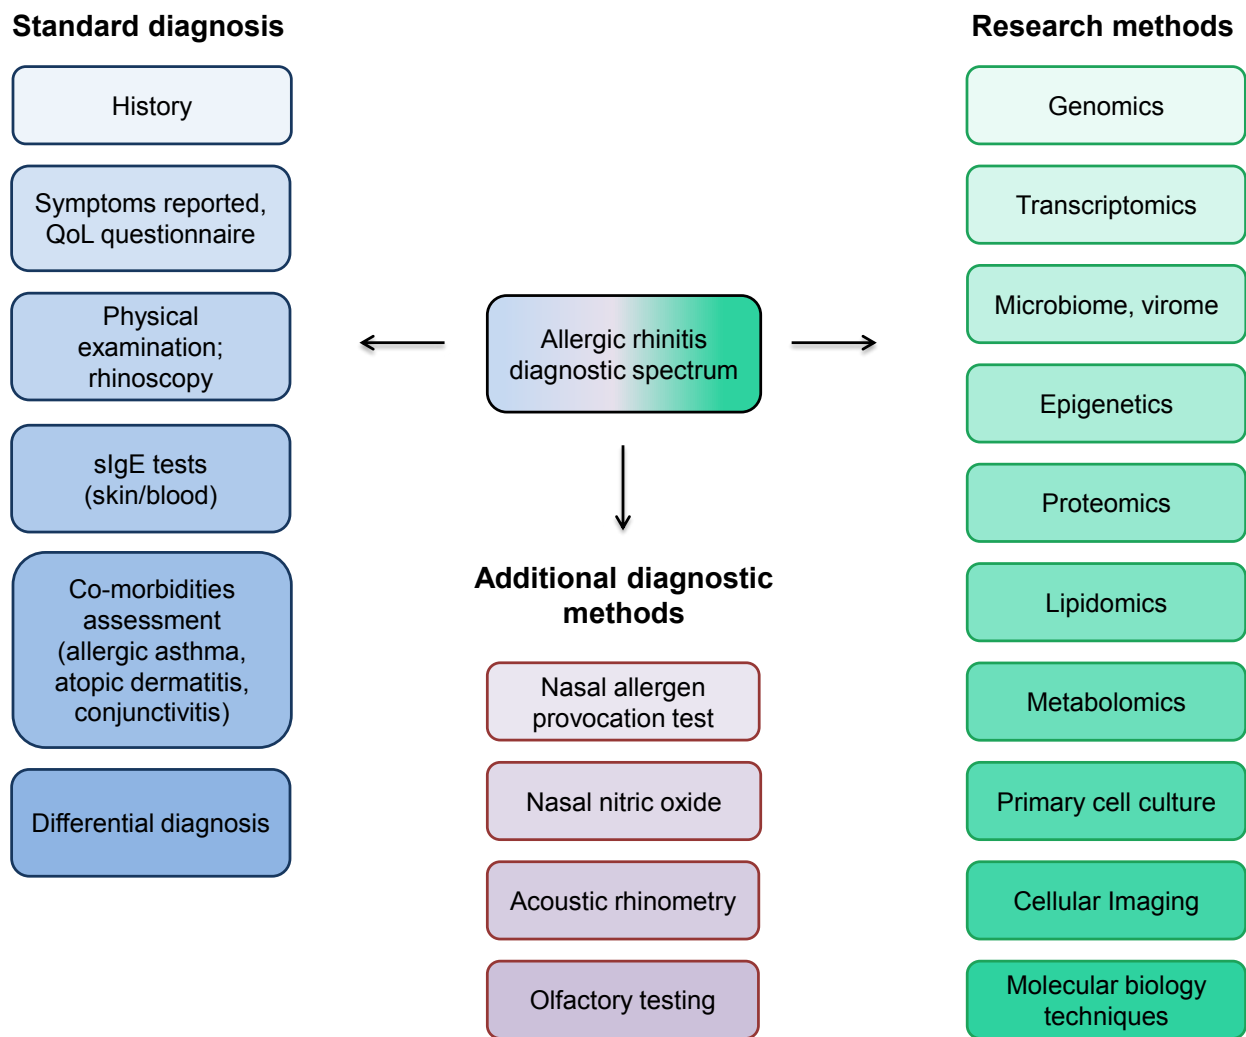 Standard diagnosis
History
Symptoms reported,
QoL questionnaire
Physical
examination;
rhinoscopy
sIgE tests
(skin/blood)
Co-morbidities
assessment
(allergic asthma,
atopic dermatitis,
conjunctivitis)
Differential diagnosis
Allergic rhinitis
diagnostic spectrum
Additional diagnostic
methods
Nasal allergen
provocation test
Nasal nitric oxide
Acoustic rhinometry
Olfactory testing
Research methods
Genomics
Transcriptomics
Microbiome, virome
Epigenetics
Proteomics
Lipidomics
Metabolomics
Primary cell culture
Cellular Imaging
Molecular biology
techniques